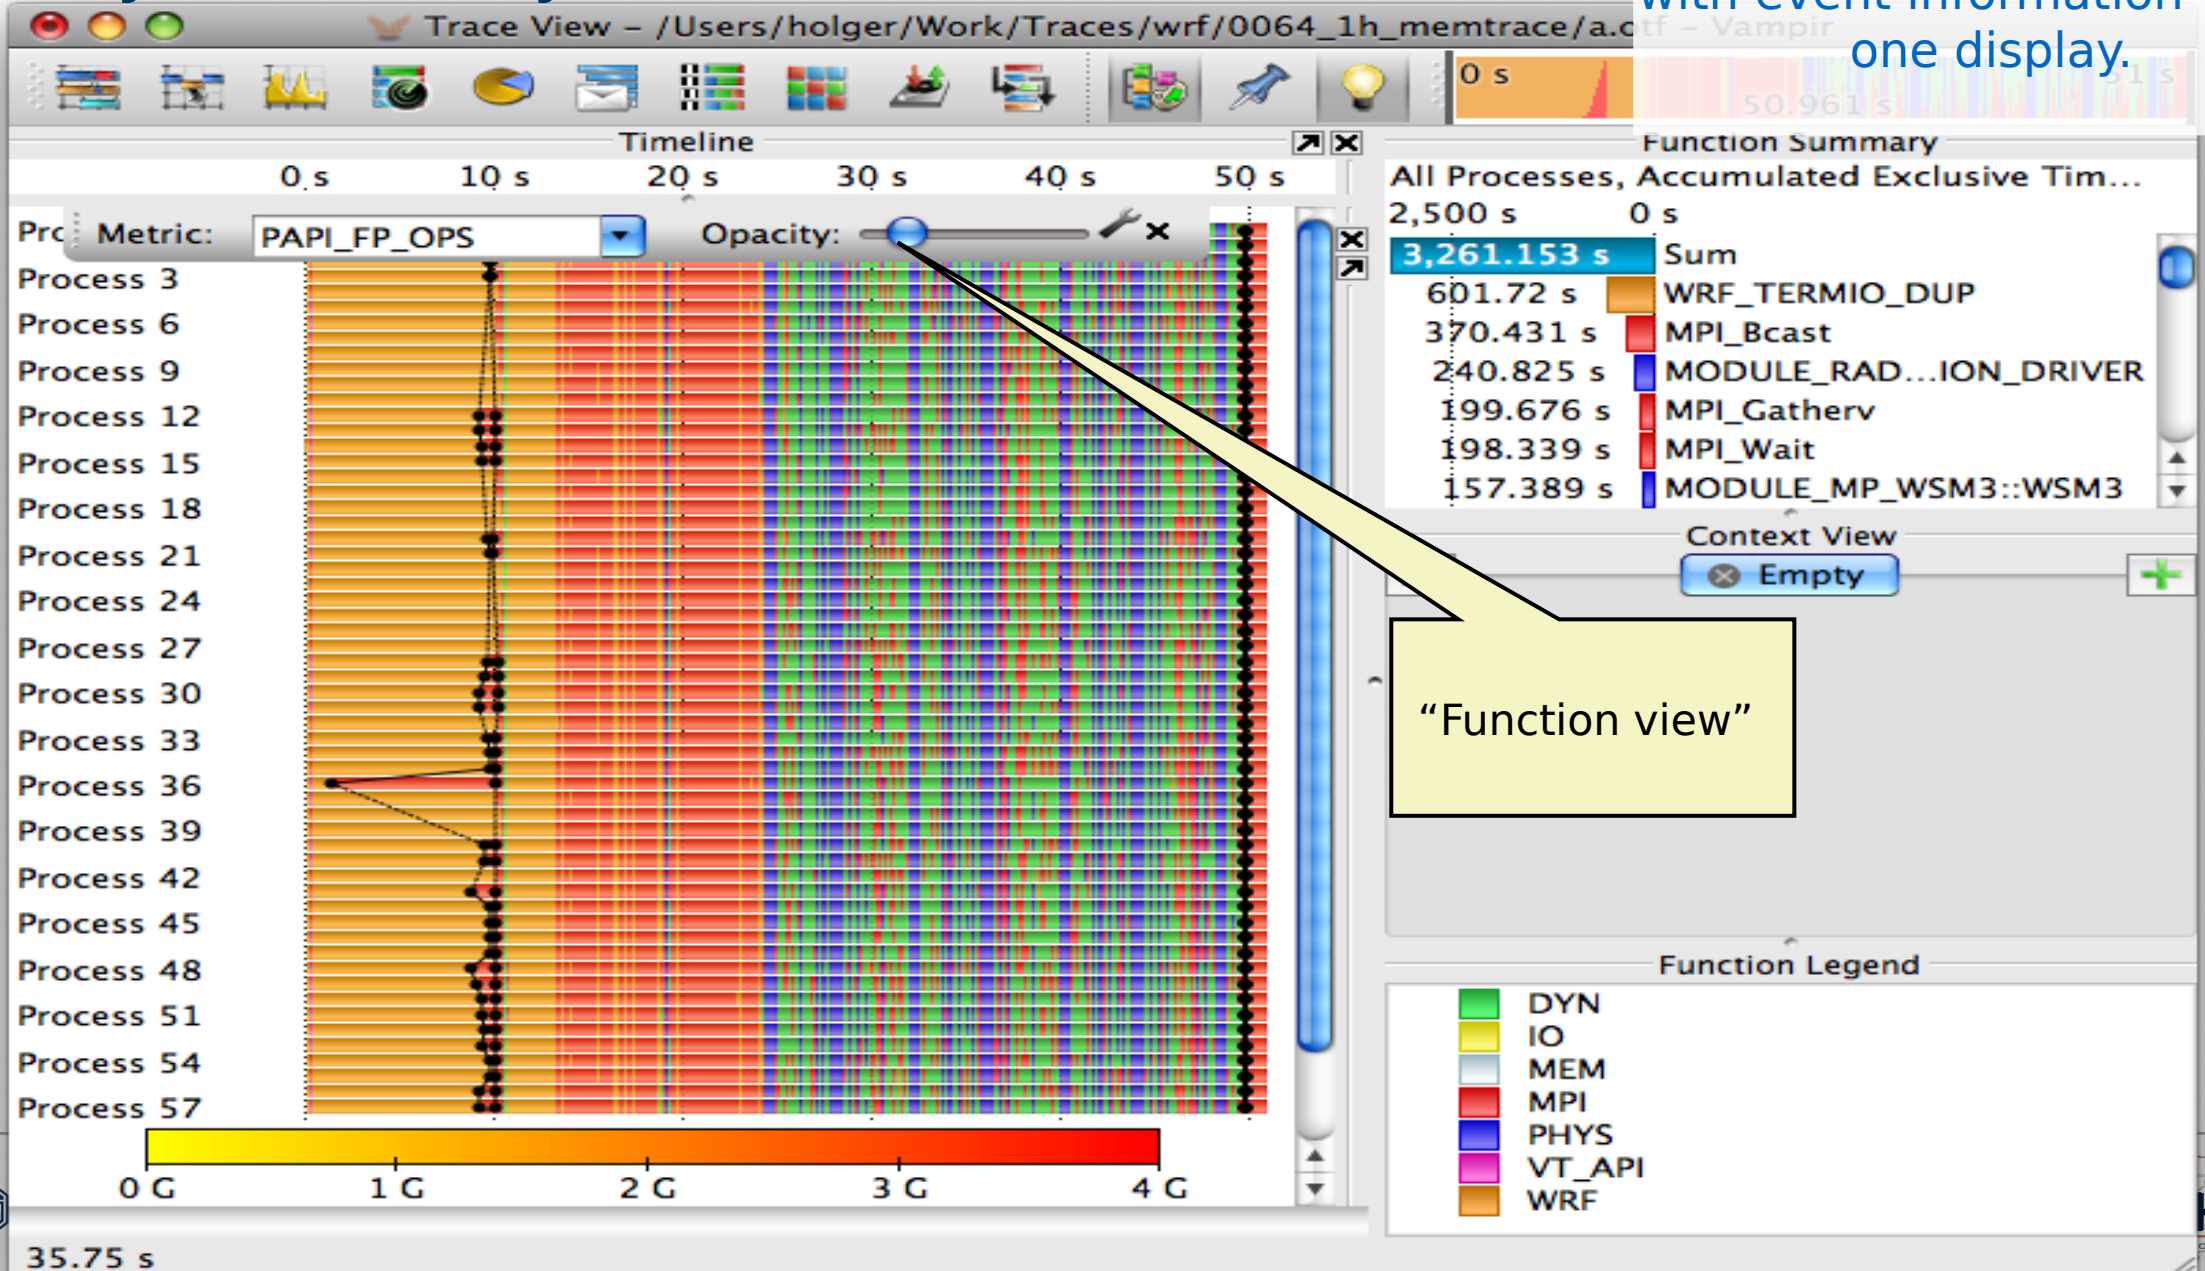 with event information
one display.
Trace View – /Users/holger/Work/Traces/wrf/0064_1h_memtrace/a.otf – Vampir
0 s
50.961 s
Timeline
0 s 10 s 20 s 30 s 40 s 50 s
Metric: PAPI_FP_OPS Opacity:
Process 3
Process 6
Process 9
Process 12
Process 15
Process 18
Process 21
Process 24
Process 27
Process 30
Process 33
Process 36
Process 39
Process 42
Process 45
Process 48
Process 51
Process 54
Process 57
0 G 1 G 2 G 3 G 4 G
35.75 s
Function Summary
All Processes, Accumulated Exclusive Tim...
2,500 s 0 s
3,261.153 s Sum
601.72 s WRF_TERMIO_DUP
370.431 s MPI_Bcast
240.825 s MODULE_RAD...ION_DRIVER
199.676 s MPI_Gatherv
198.339 s MPI_Wait
157.389 s MODULE_MP_WSM3::WSM3
Context View
Empty
“Function view”
Function Legend
DYN
IO
MEM
MPI
PHYS
VT_API
WRF